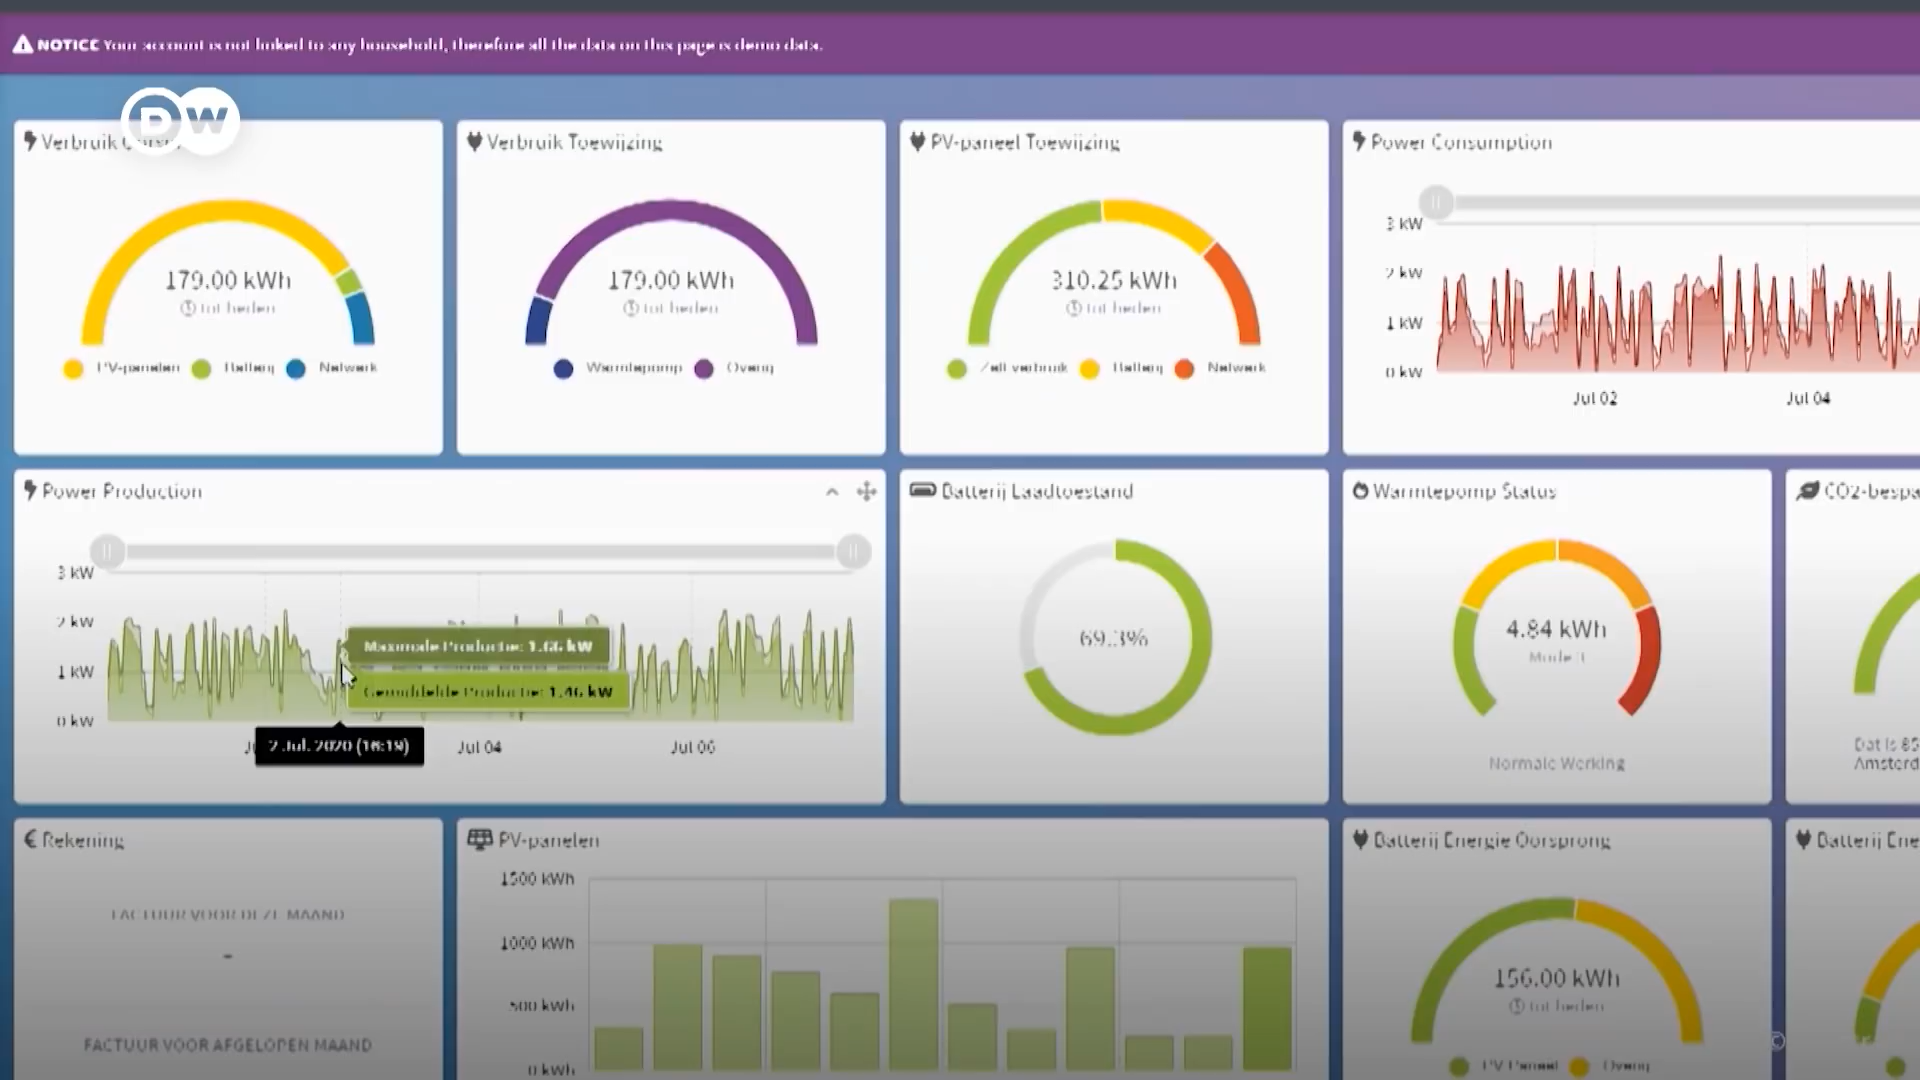 NOTICE Your account is not linked to any household, therefore all the data on this page is demo data.
DW
Verbruik
Verbruik Toewijzing
PV-paneel Toewijzing
Power Consumption
179.00 kWh
tot heden
PV-panelen Batterij Netwerk
179.00 kWh
tot heden
Warmtepomp Overig
310.25 kWh
tot heden
Zelf verbruik Batterij Netwerk
3 kW
2 kW
1 kW
0 kW
Jul 02 Jul 04
Power Production
3 kW
2 kW
1 kW
0 kW
Maximale Productie: 1.66 kW
Gemiddelde Productie: 1.46 kW
2 Jul. 2020 (16:19)
Jul 04 Jul 06
Batterij Laadtoestand
69.3%
Warmtepomp Status
4.84 kWh
Normale Werking
CO2-bespa
Dat is 85
Amsterd
€ Rekening
FACTUUR VOOR DEZE MAAND
-
FACTUUR VOOR AFGELOPEN MAAND
PV-panelen
1500 kWh
1000 kWh
500 kWh
0 kWh
Batterij Energie Oorsprong
156.00 kWh
tot heden
PV Paneel Overig
Batterij Ene